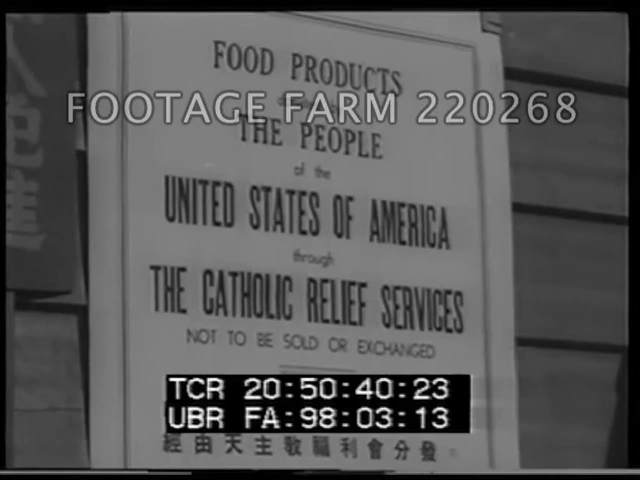 FOOD PRODUCTS
FOOTAGE FARM 220268
THE PEOPLE
of the
UNITED STATES OF AMERICA
through
THE CATHOLIC RELIEF SERVICES
NOT TO BE SOLD OR EXCHANGED
TCR 20:50:40:23
UBR FA:98:03:13
經由天主教福利會分發。